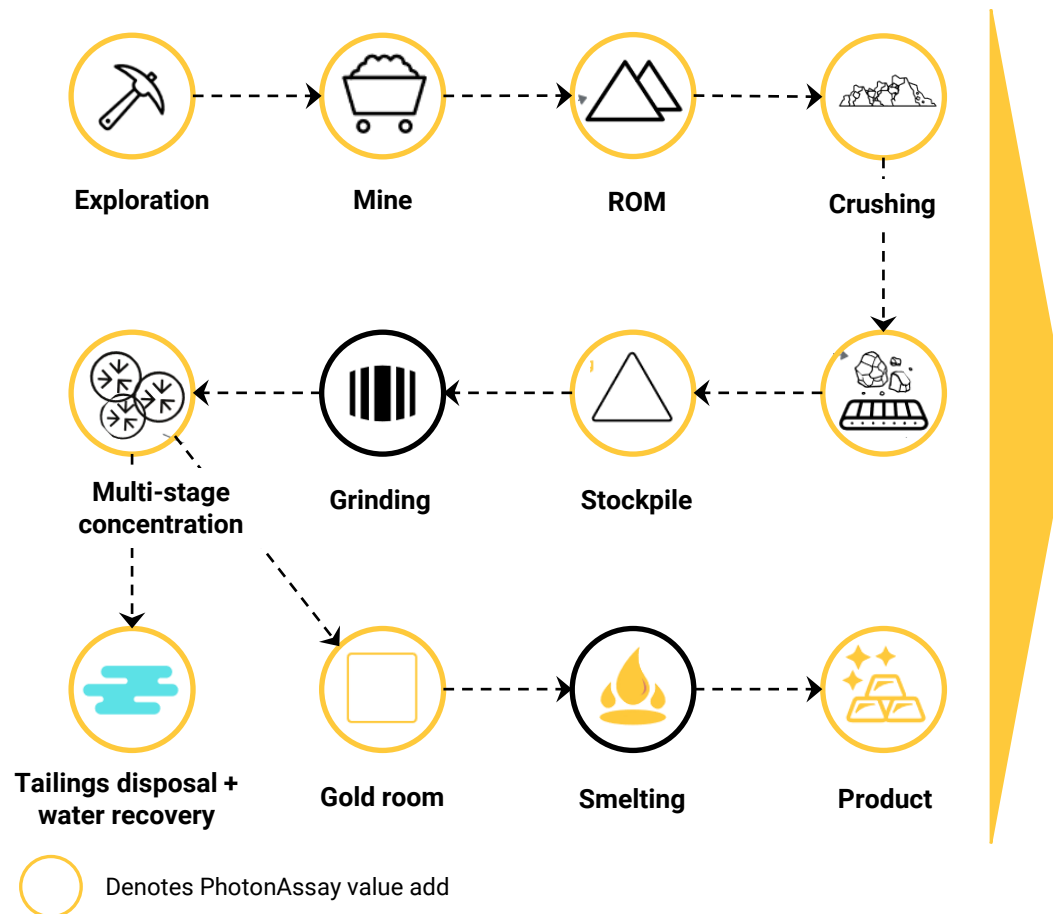 Exploration
Mine
ROM
Crushing
Multi-stage
concentration
Grinding
Stockpile
Tailings disposal +
water recovery
Gold room
Smelting
Product
Denotes PhotonAssay value add